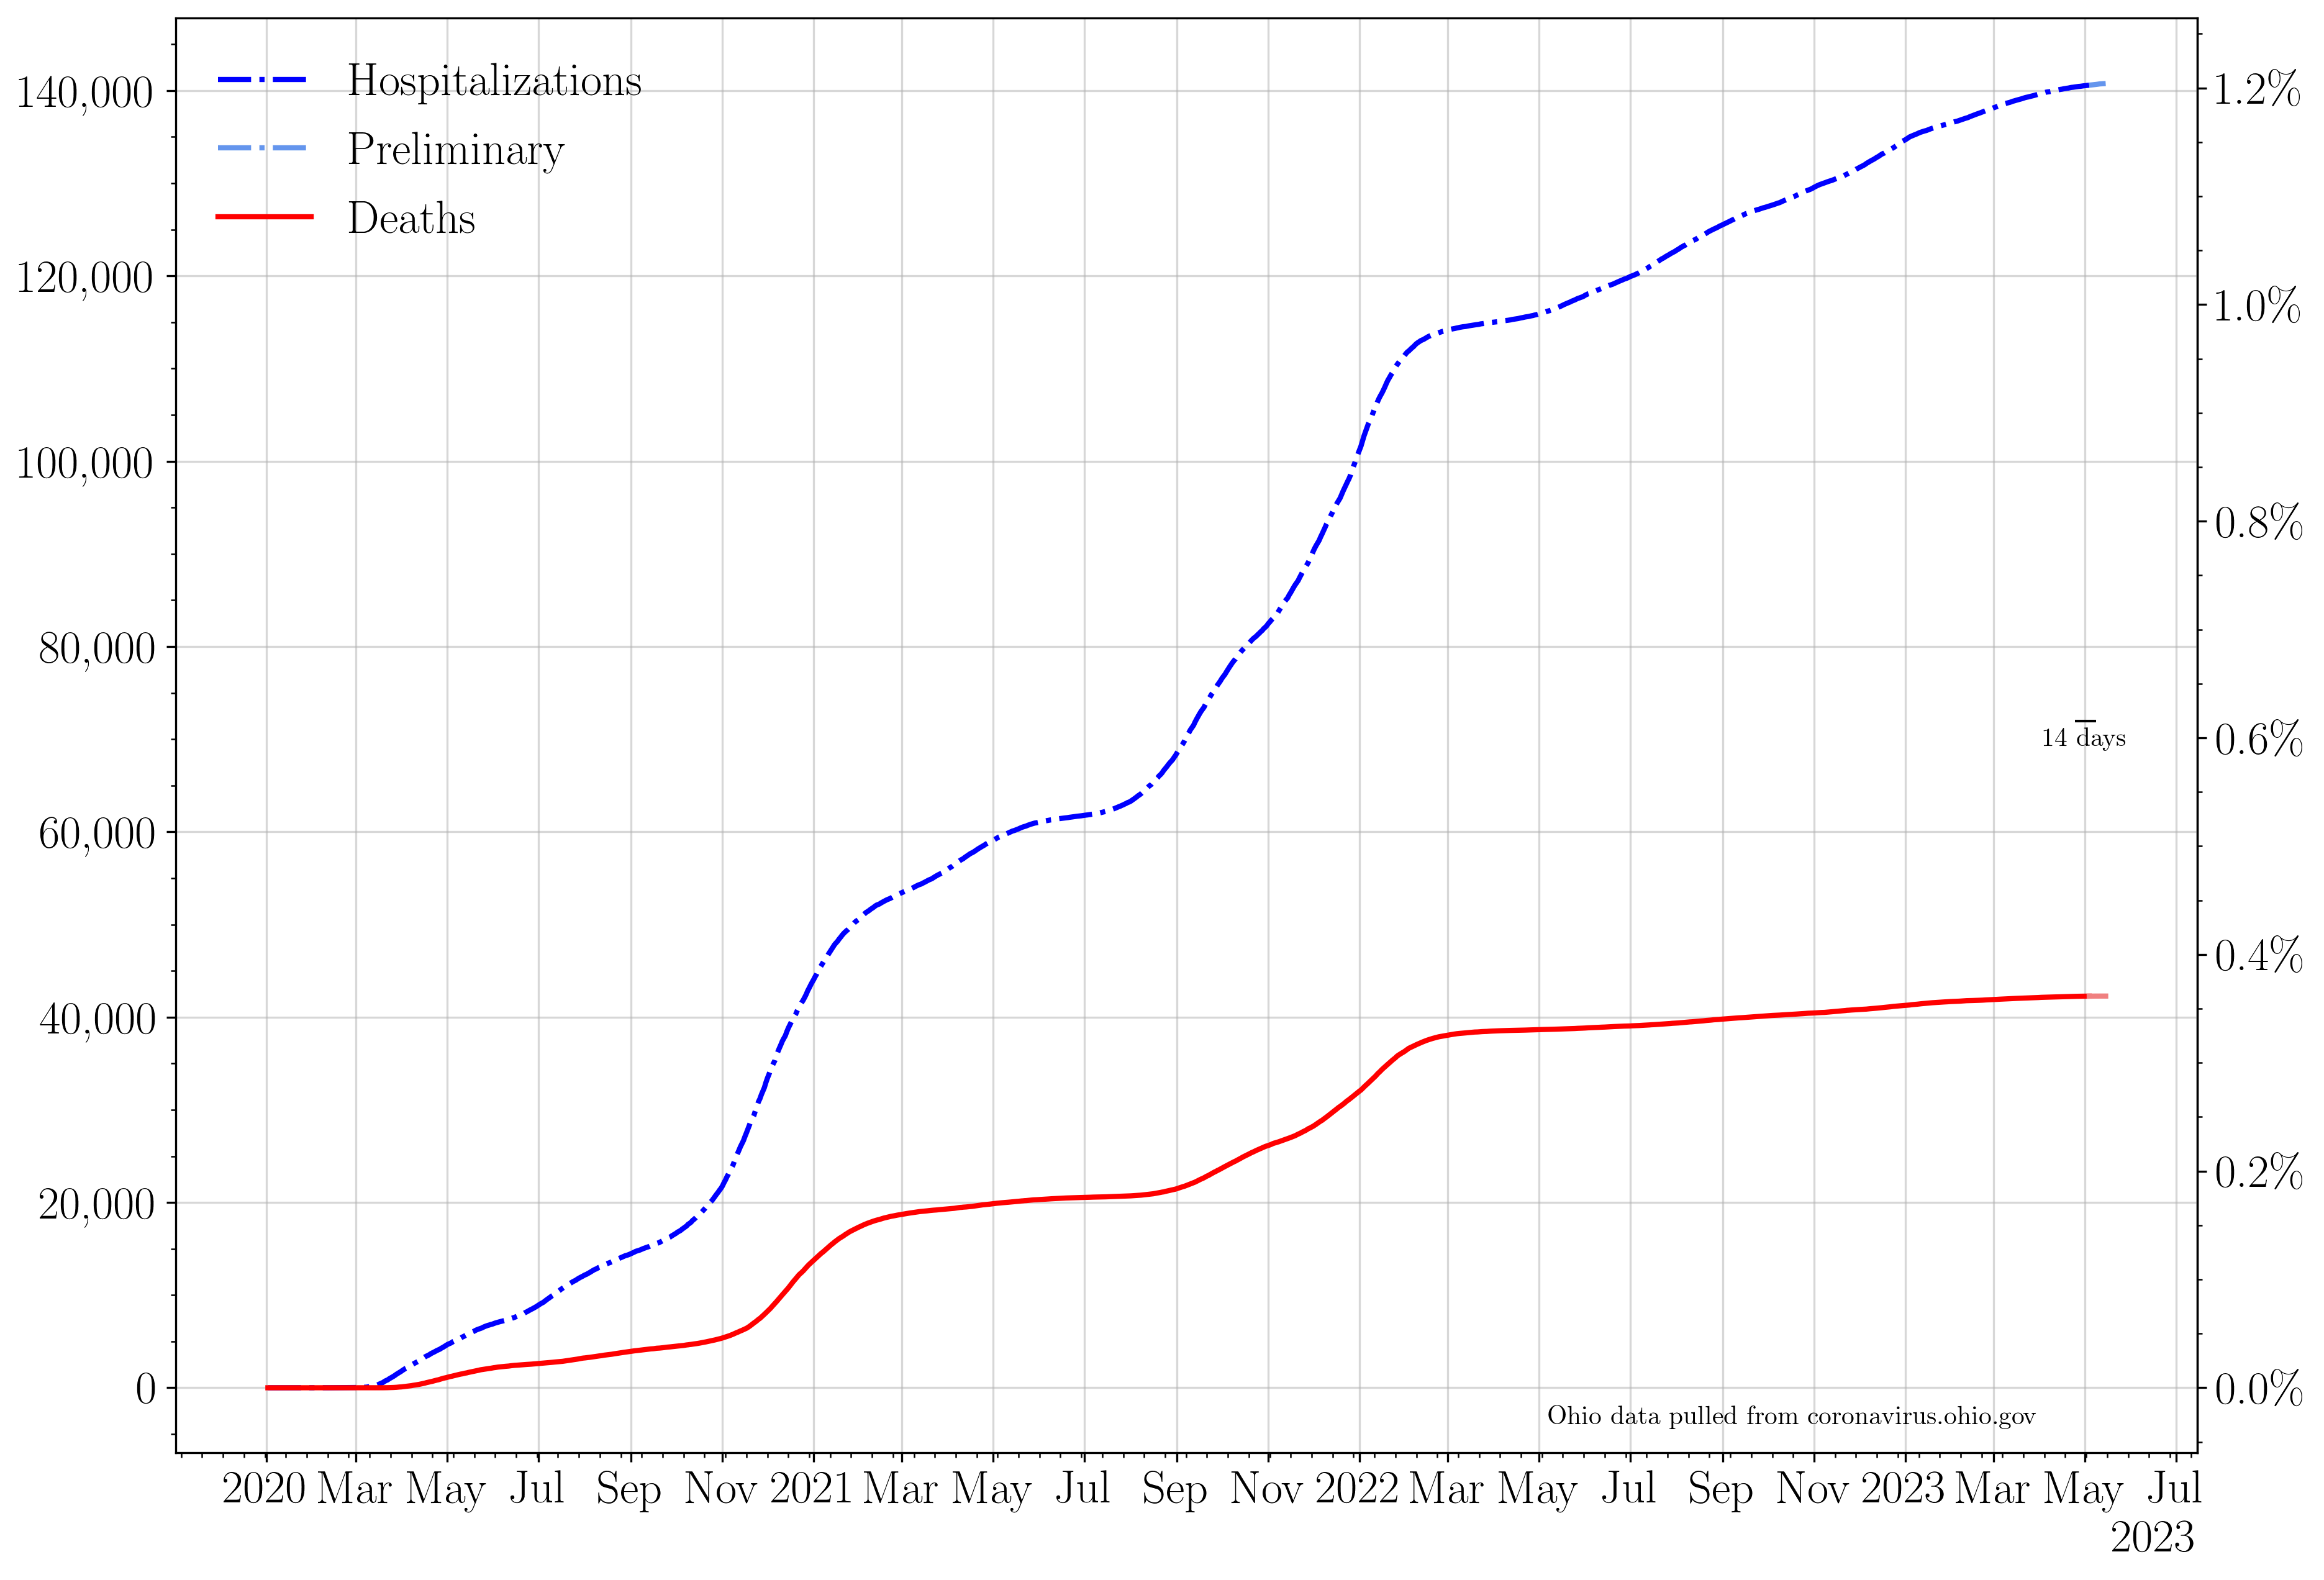 Hospitalizations
Preliminary
Deaths
140,000
120,000
100,000
80,000
60,000
40,000
20,000
0
1.2%
1.0%
0.8%
0.6%
0.4%
0.2%
0.0%
14 days
Ohio data pulled from coronavirus.ohio.gov
2020 Mar May Jul Sep Nov 2021 Mar May Jul Sep Nov 2022 Mar May Jul Sep Nov 2023 Mar May Jul
2023